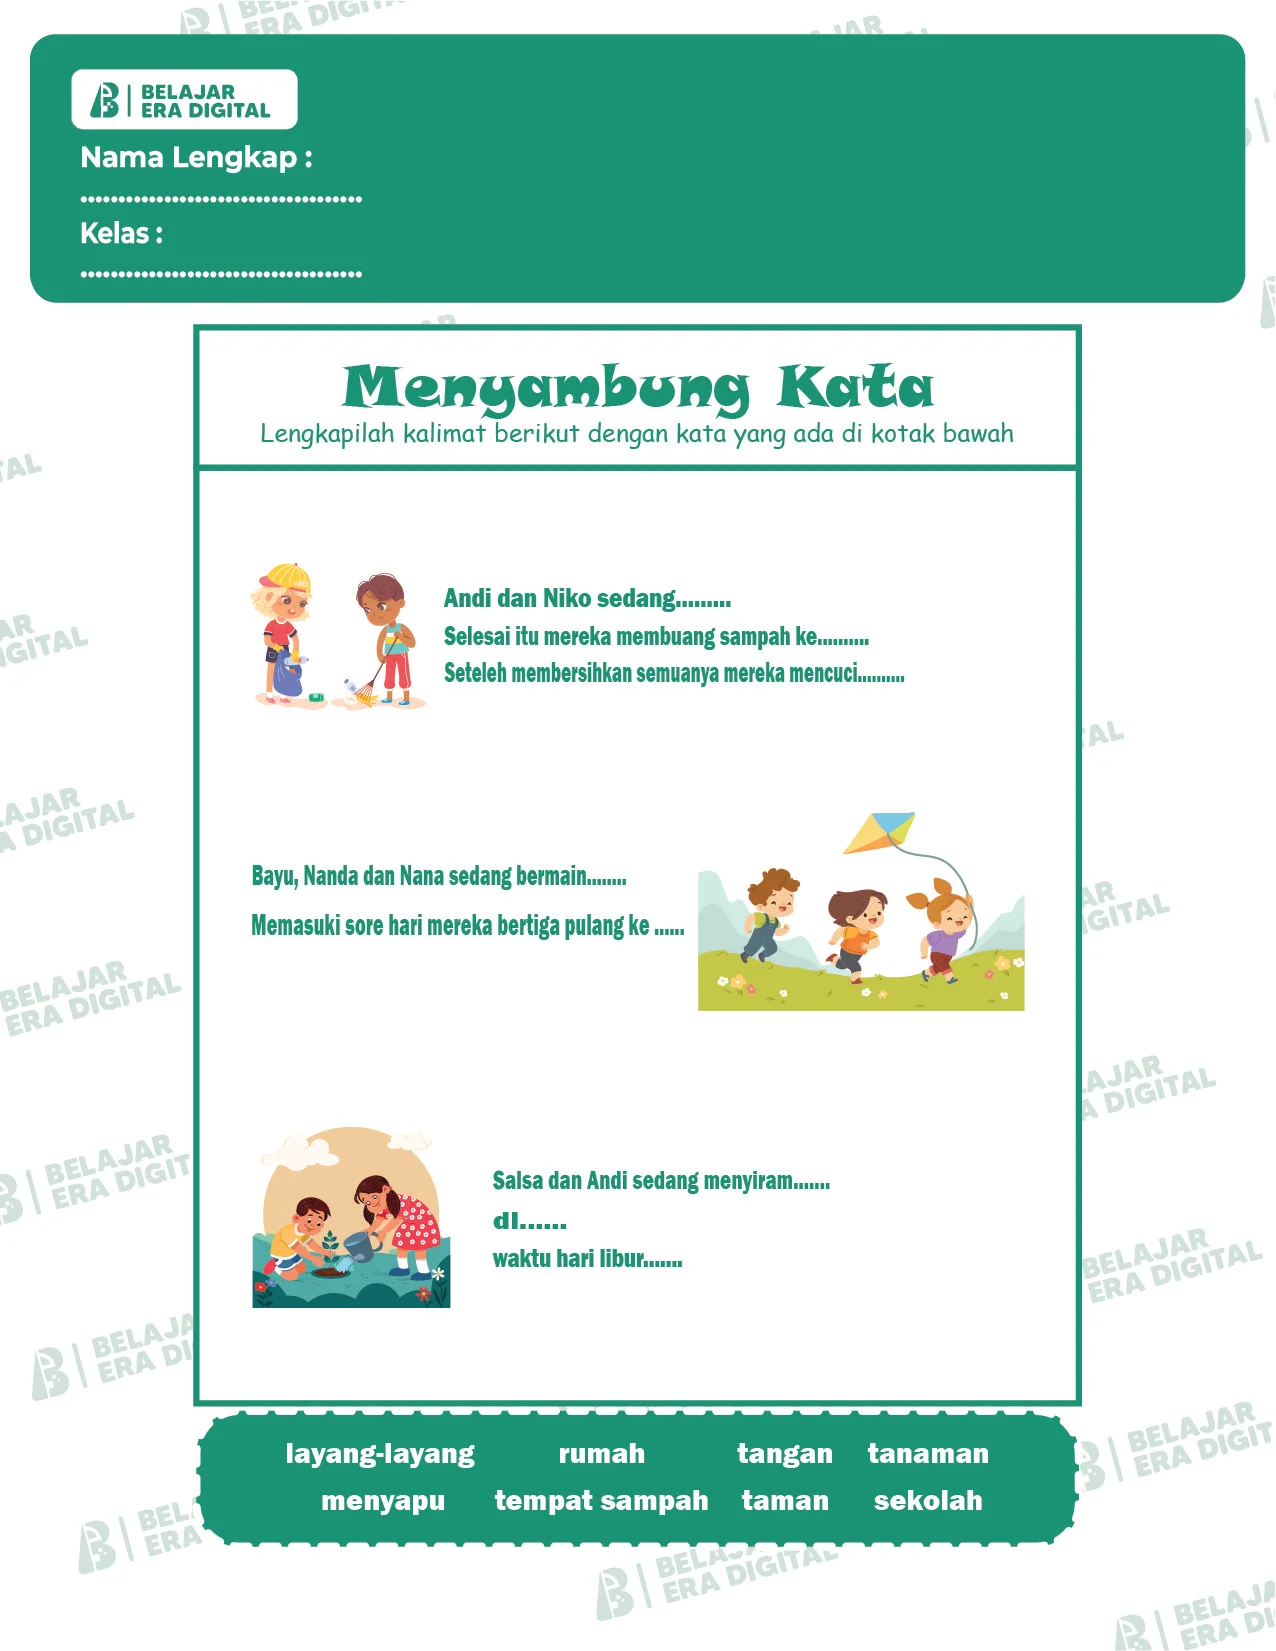 BELAJAR
ERA DIGITAL
Nama Lengkap :
.....................................
Kelas :
.....................................
Menyambung Kata
Lengkapilah kalimat berikut dengan kata yang ada di kotak bawah
Andi dan Niko sedang.........
Selesai itu mereka membuang sampah ke..........
Seteleh membersihkan semuanya mereka mencuci..........
Bayu, Nanda dan Nana sedang bermain........
Memasuki sore hari mereka bertiga pulang ke ......
Salsa dan Andi sedang menyiram.......
dI......
waktu hari libur.......
layang-layang rumah tangan tanaman
menyapu tempat sampah taman sekolah